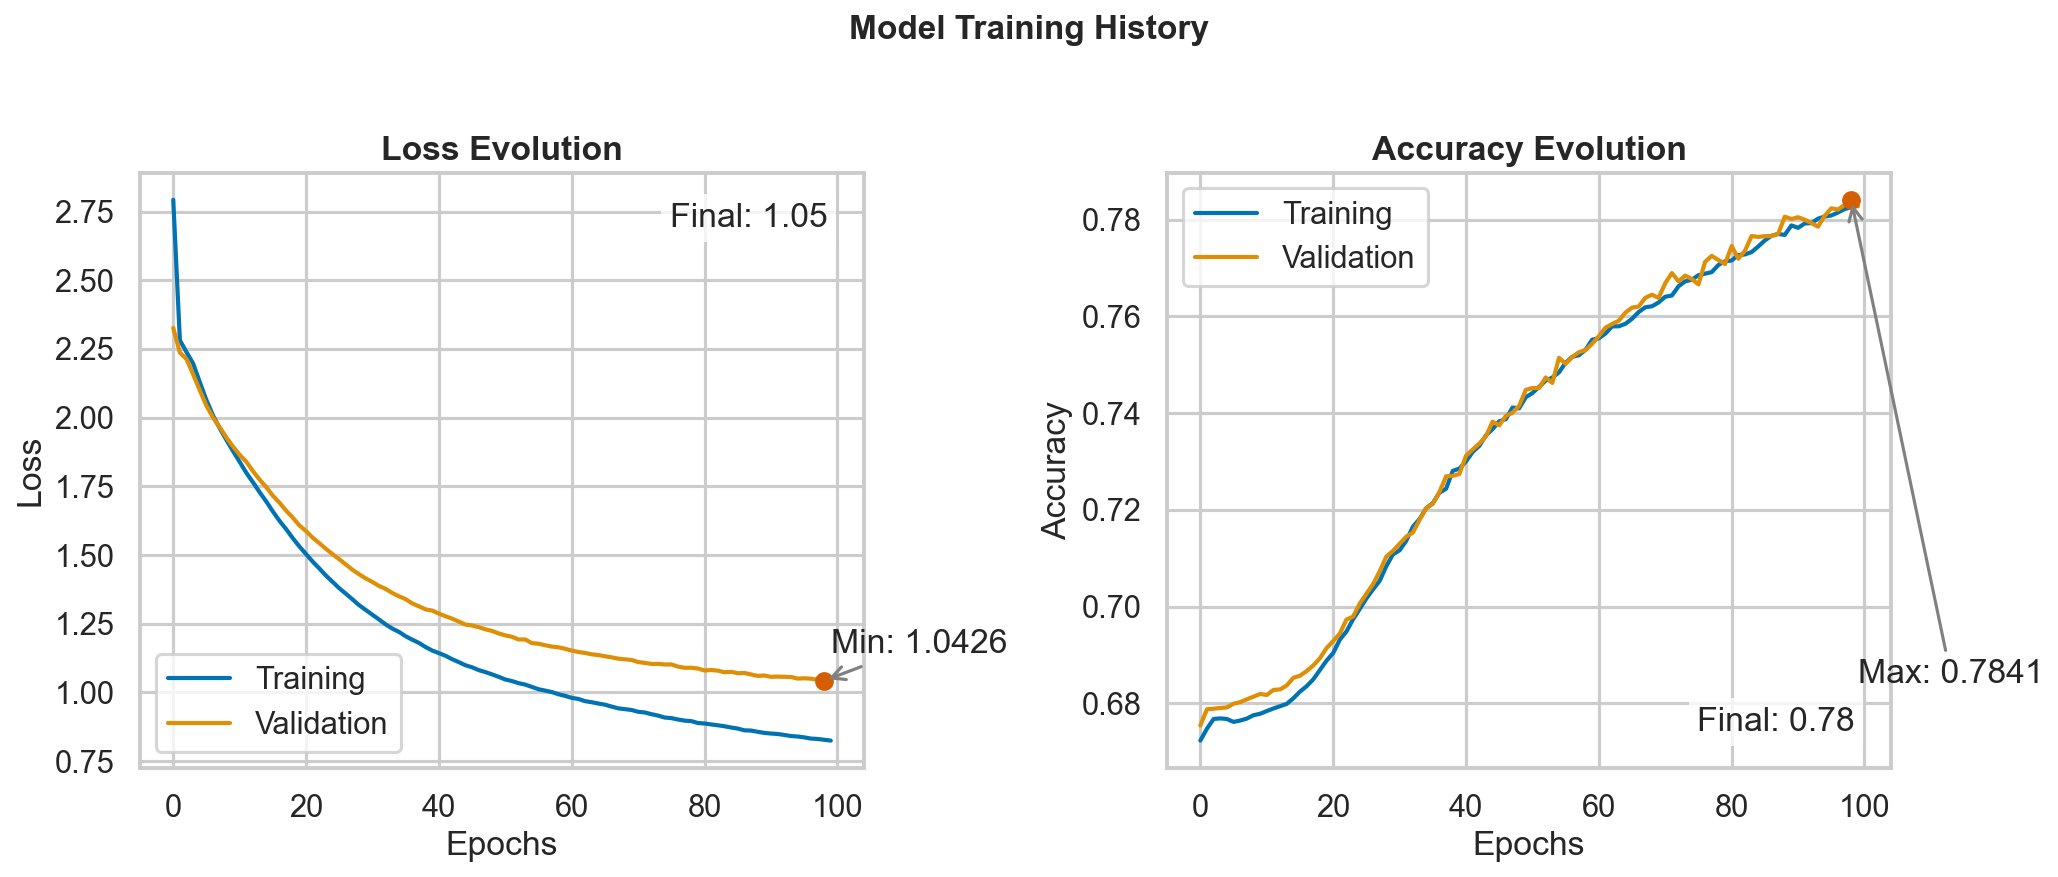 Model Training History
Loss Evolution
Final: 1.05
2.75
2.50
2.25
2.00
1.75
1.50
1.25
1.00
0.75
Loss
Min: 1.0426
Training
Validation
0
20
40
60
80
100
Epochs
Accuracy Evolution
Training
Validation
0.78
0.76
0.74
0.72
0.70
0.68
Accuracy
Max: 0.7841
Final: 0.78
0
20
40
60
80
100
Epochs